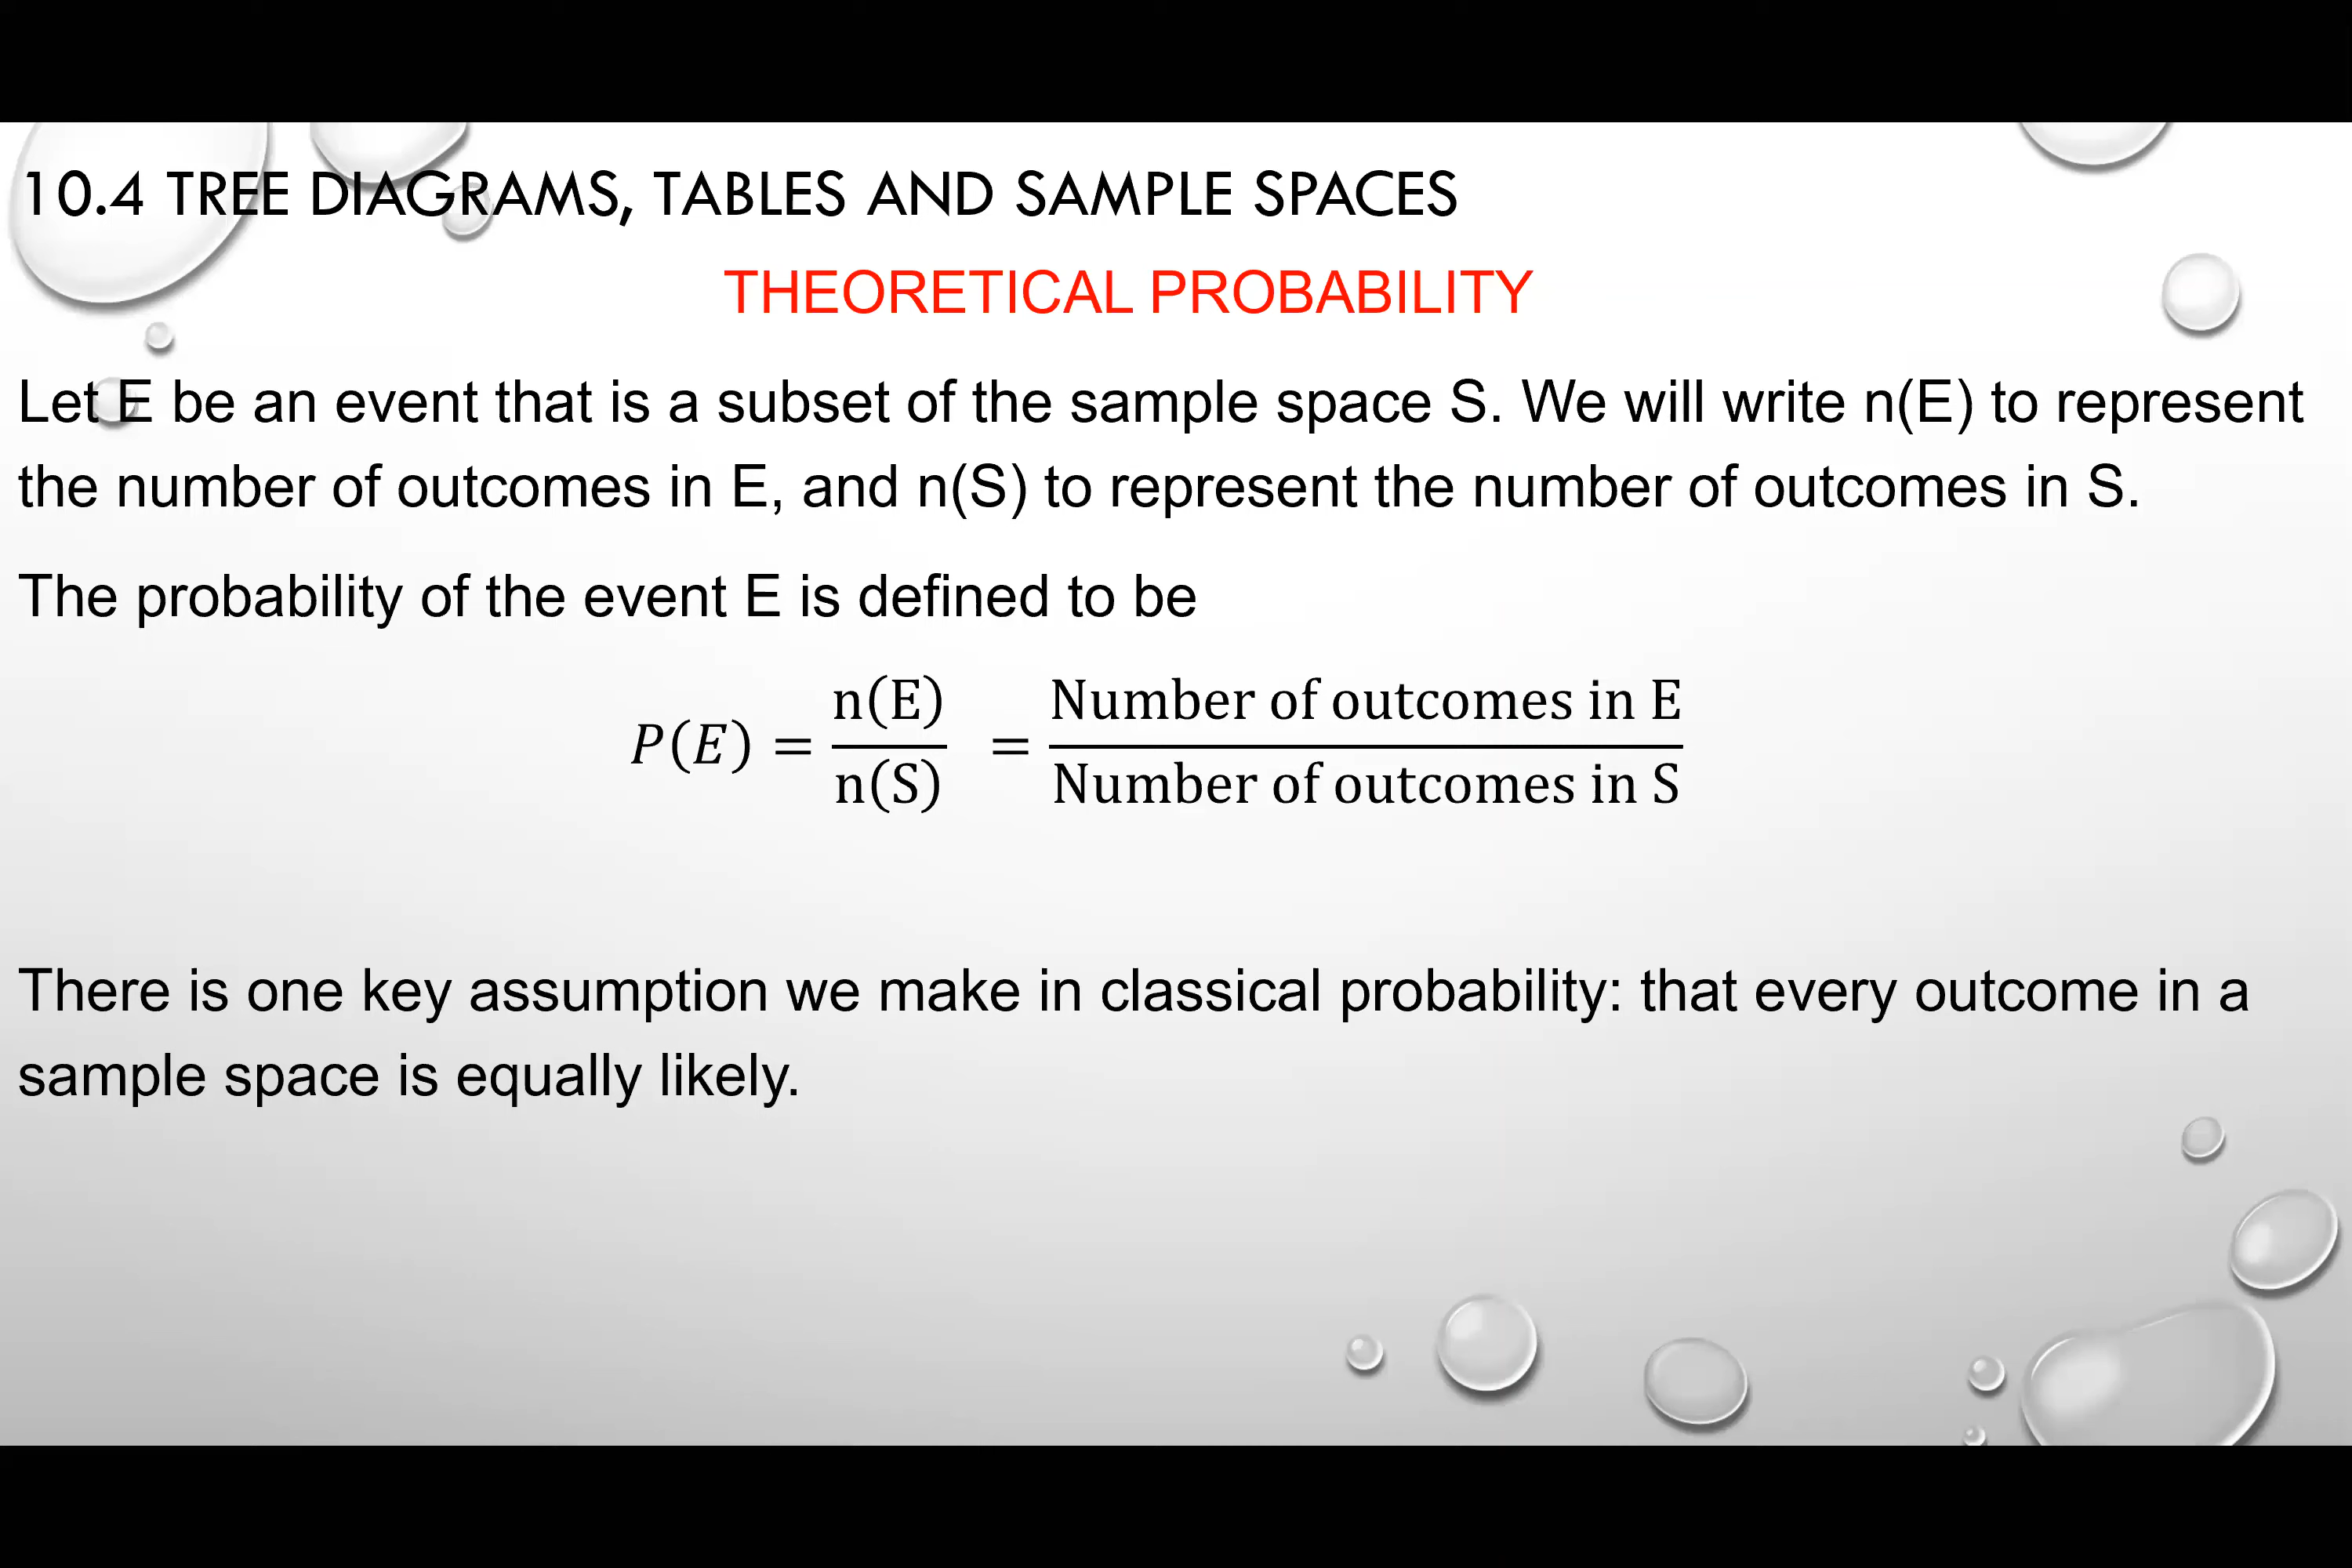 10.4 TREE DIAGRAMS, TABLES AND SAMPLE SPACES
THEORETICAL PROBABILITY
Let E be an event that is a subset of the sample space S. We will write n(E) to represent
the number of outcomes in E, and n(S) to represent the number of outcomes in S.
The probability of the event E is defined to be
P(E) = n(E)/n(S) = Number of outcomes in E/Number of outcomes in S
There is one key assumption we make in classical probability: that every outcome in a
sample space is equally likely.